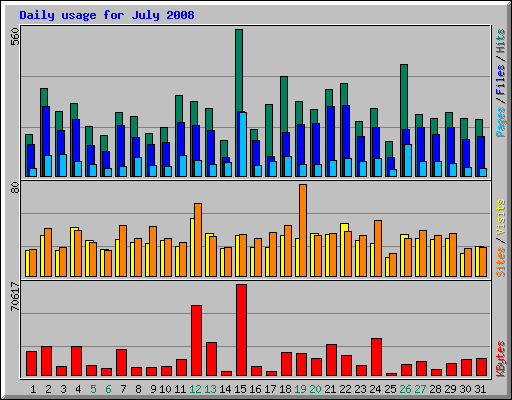 Daily usage for July 2008
560
Pages / Files / Hits
80
Sites / Visits
70617
KBytes
1 2 3 4 5 6 7 8 9 10 11 12 13 14 15 16 17 18 19 20 21 22 23 24 25 26 27 28 29 30 31